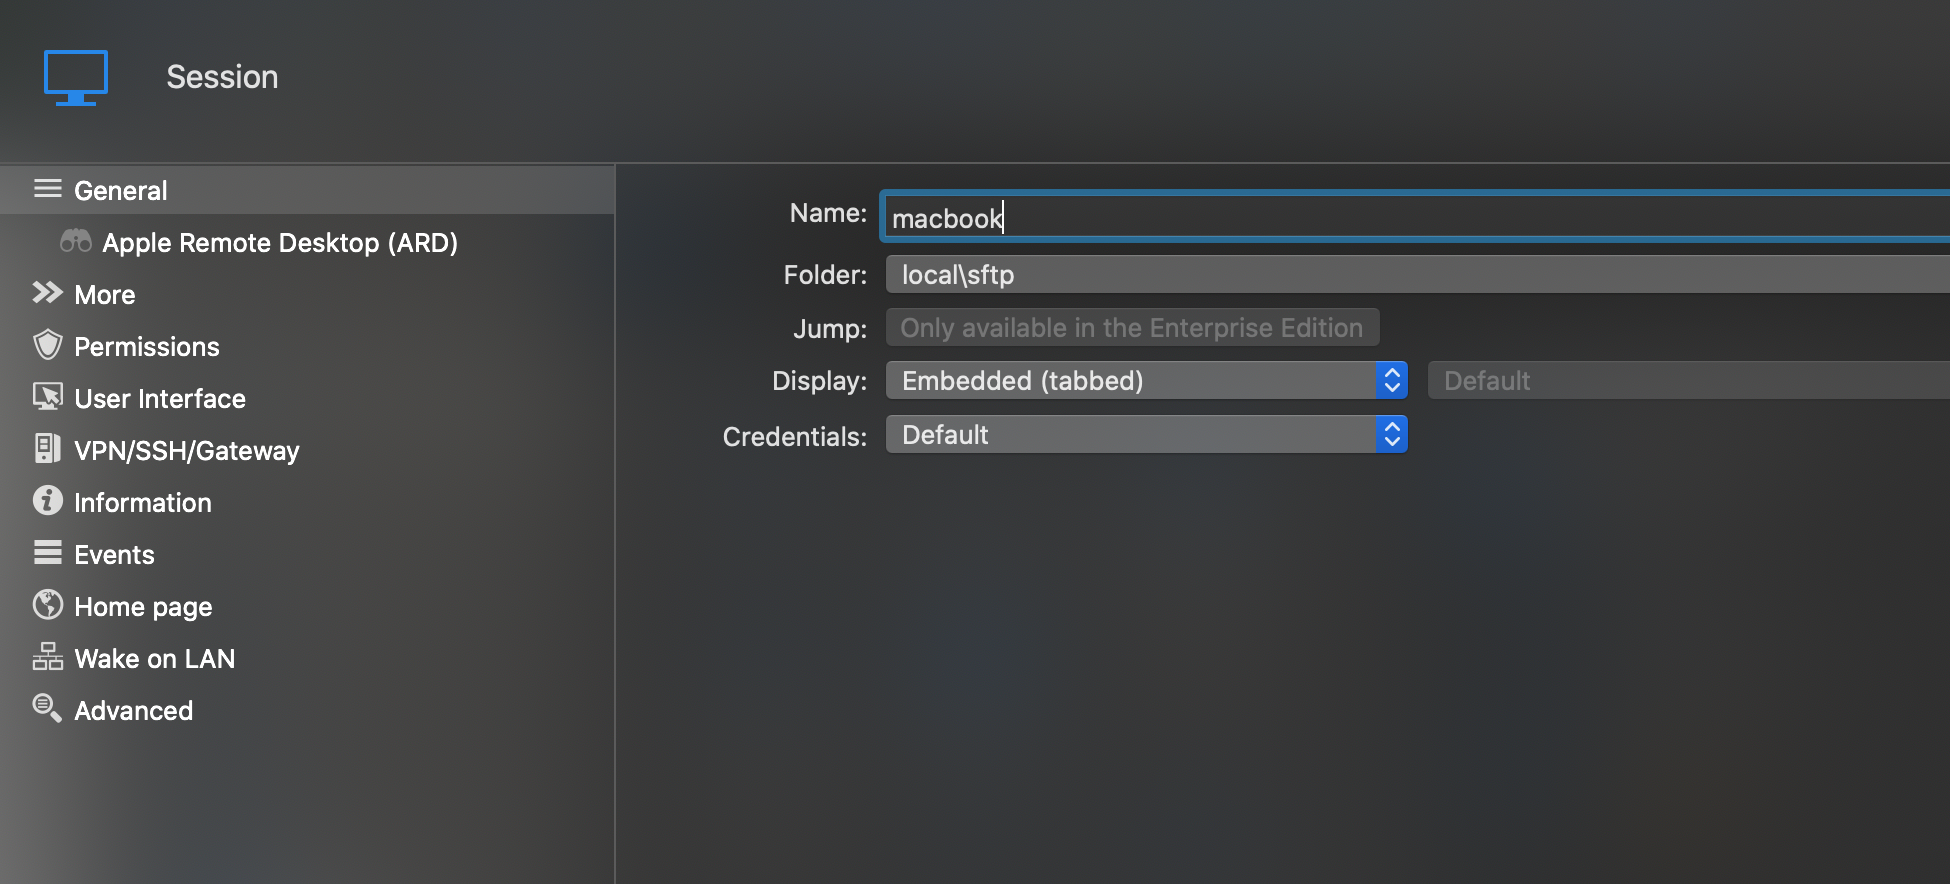 Session
General
Apple Remote Desktop (ARD)
More
Permissions
User Interface
VPN/SSH/Gateway
Information
Events
Home page
Wake on LAN
Advanced
Name: macbook
Folder: local\sftp
Jump: Only available in the Enterprise Edition
Display: Embedded (tabbed) Default
Credentials: Default